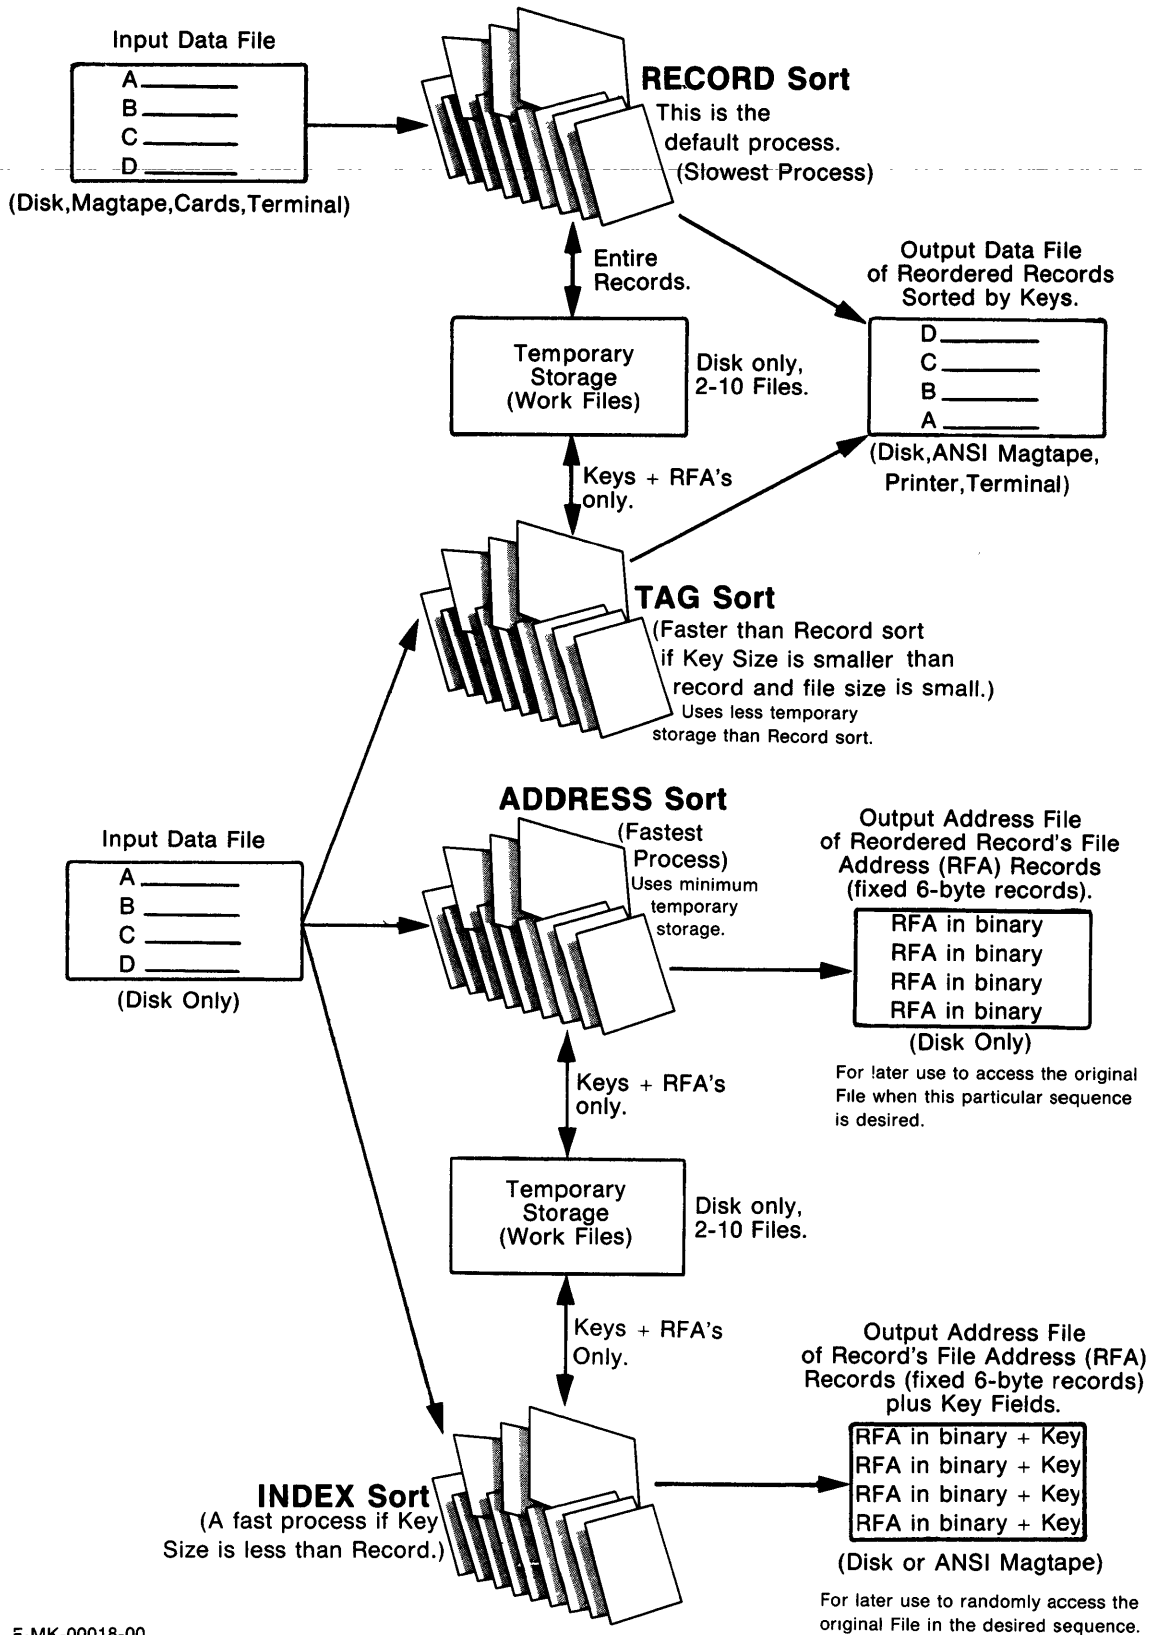 Input Data File
A
B
C
D
(Disk,Magtape,Cards,Terminal)
RECORD Sort
This is the
default process.
(Slowest Process)
Entire
Records.
Temporary
Storage
(Work Files)
Disk only,
2-10 Files.
Output Data File
of Reordered Records
Sorted by Keys.
D
C
B
A
(Disk,ANSI Magtape,
Printer,Terminal)
Keys + RFA's
only.
TAG Sort
(Faster than Record sort
if Key Size is smaller than
record and file size is small.)
Uses less temporary
storage than Record sort.
Input Data File
A
B
C
D
(Disk Only)
ADDRESS Sort
(Fastest
Process)
Uses minimum
temporary
storage.
Output Address File
of Reordered Record's File
Address (RFA) Records
(fixed 6-byte records).
RFA in binary
RFA in binary
RFA in binary
RFA in binary
(Disk Only)
For later use to access the original
File when this particular sequence
is desired.
Keys + RFA's
only.
Temporary
Storage
(Work Files)
Disk only,
2-10 Files.
Keys + RFA's
Only.
INDEX Sort
(A fast process if Key
Size is less than Record.)
Output Address File
of Record's File Address (RFA)
Records (fixed 6-byte records)
plus Key Fields.
RFA in binary + Key
RFA in binary + Key
RFA in binary + Key
RFA in binary + Key
(Disk or ANSI Magtape)
For later use to randomly access the
original File in the desired sequence.
MK 00018-00